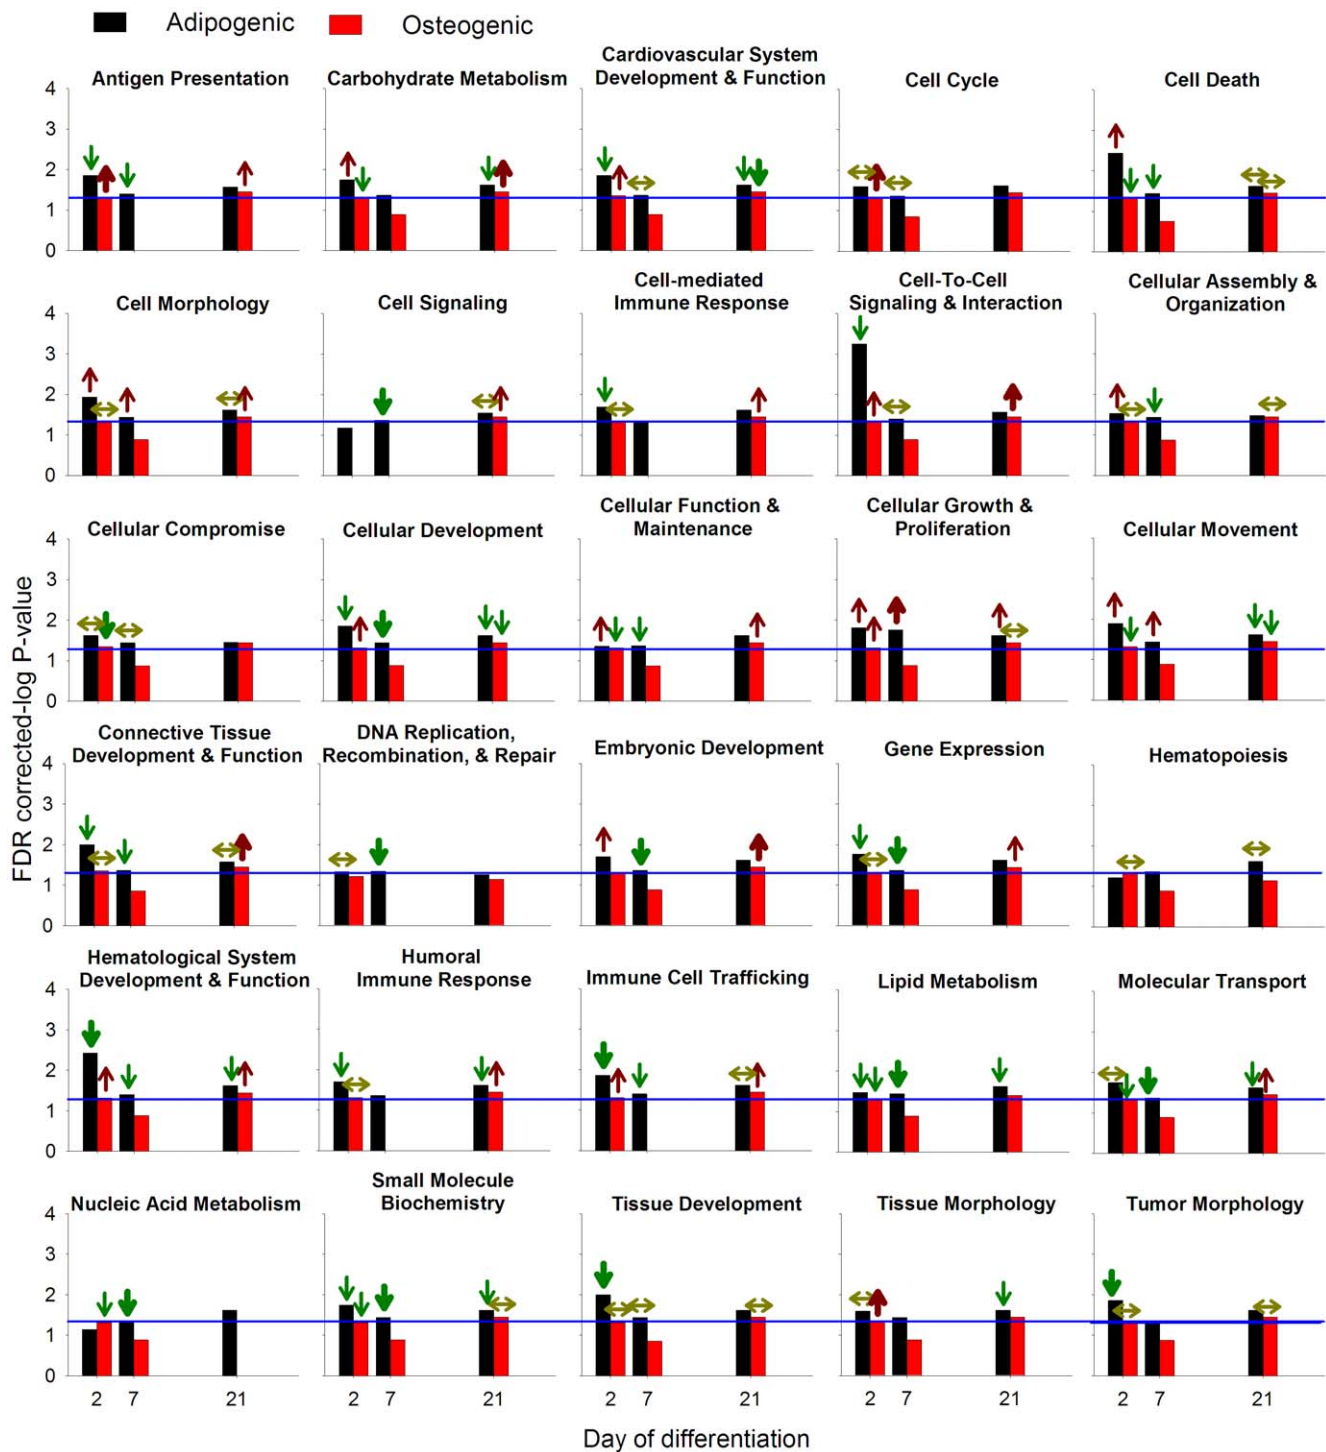 Adipogenic Osteogenic
Antigen Presentation
Carbohydrate Metabolism
Cardiovascular System
Development & Function
Cell Cycle
Cell Death
4
3
2
1
0
Cell Morphology
Cell Signaling
Cell-mediated
Immune Response
Cell-To-Cell
Signaling & Interaction
Cellular Assembly &
Organization
4
3
2
1
0
Cellular Compromise
Cellular Development
Cellular Function &
Maintenance
Cellular Growth &
Proliferation
Cellular Movement
4
3
2
1
0
FDR corrected-log P-value
Connective Tissue
Development & Function
DNA Replication,
Recombination, & Repair
Embryonic Development
Gene Expression
Hematopoiesis
4
3
2
1
0
Hematological System
Development & Function
Humoral
Immune Response
Immune Cell Trafficking
Lipid Metabolism
Molecular Transport
4
3
2
1
0
Nucleic Acid Metabolism
Small Molecule
Biochemistry
Tissue Development
Tissue Morphology
Tumor Morphology
4
3
2
1
0
2 7 21 2 7 21 2 7 21 2 7 21 2 7 21
Day of differentiation